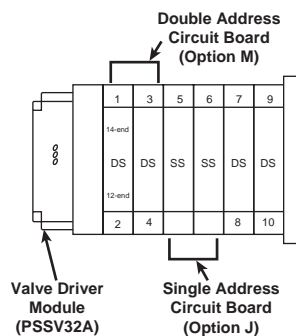 Double Address
Circuit Board
(Option M)
1 3 5 6 7 9
14-end
DS DS SS SS DS DS
12-end
2 4 8 10
Valve Driver
Module
(PSSV32A)
Single Address
Circuit Board
(Option J)